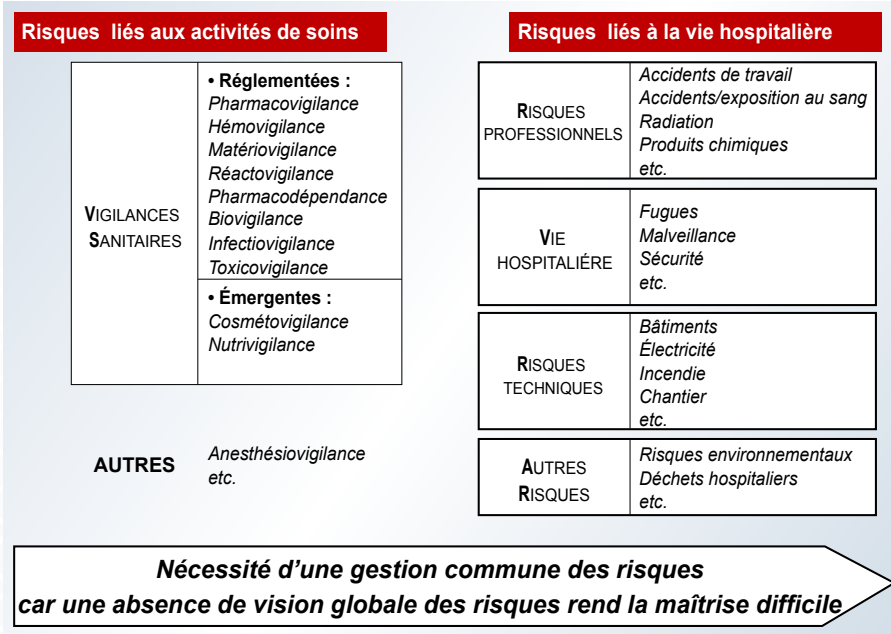 Risques liés aux activités de soins
VIGILANCES
SANITAIRES
• Réglementées :
Pharmacovigilance
Hémovigilance
Matériovigilance
Réactovigilance
Pharmacodépendance
Biovigilance
Infectiovigilance
Toxicovigilance
• Émergentes :
Cosmétovigilance
Nutrivigilance
AUTRES
Anesthésiovigilance
etc.
Risques liés à la vie hospitalière
RISQUES
PROFESSIONNELS
Accidents de travail
Accidents/exposition au sang
Radiation
Produits chimiques
etc.
VIE
HOSPITALIÉRE
Fugues
Malveillance
Sécurité
etc.
RISQUES
TECHNIQUES
Bâtiments
Électricité
Incendie
Chantier
etc.
AUTRES
RISQUES
Risques environnementaux
Déchets hospitaliers
etc.
Nécessité d'une gestion commune des risques
car une absence de vision globale des risques rend la maîtrise difficile